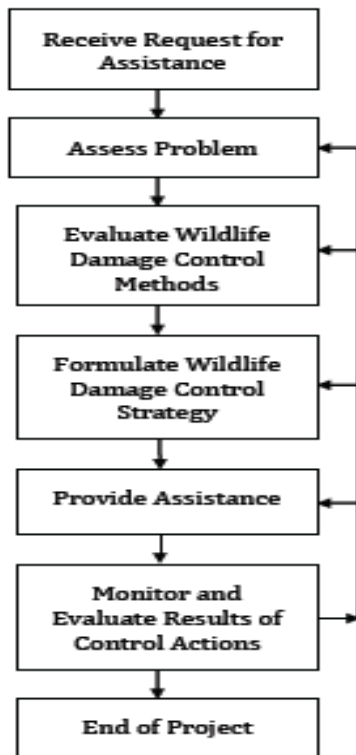 Receive Request for
Assistance
Assess Problem
Evaluate Wildlife
Damage Control
Methods
Formulate Wildlife
Damage Control
Strategy
Provide Assistance
Monitor and
Evaluate Results of
Control Actions
End of Project